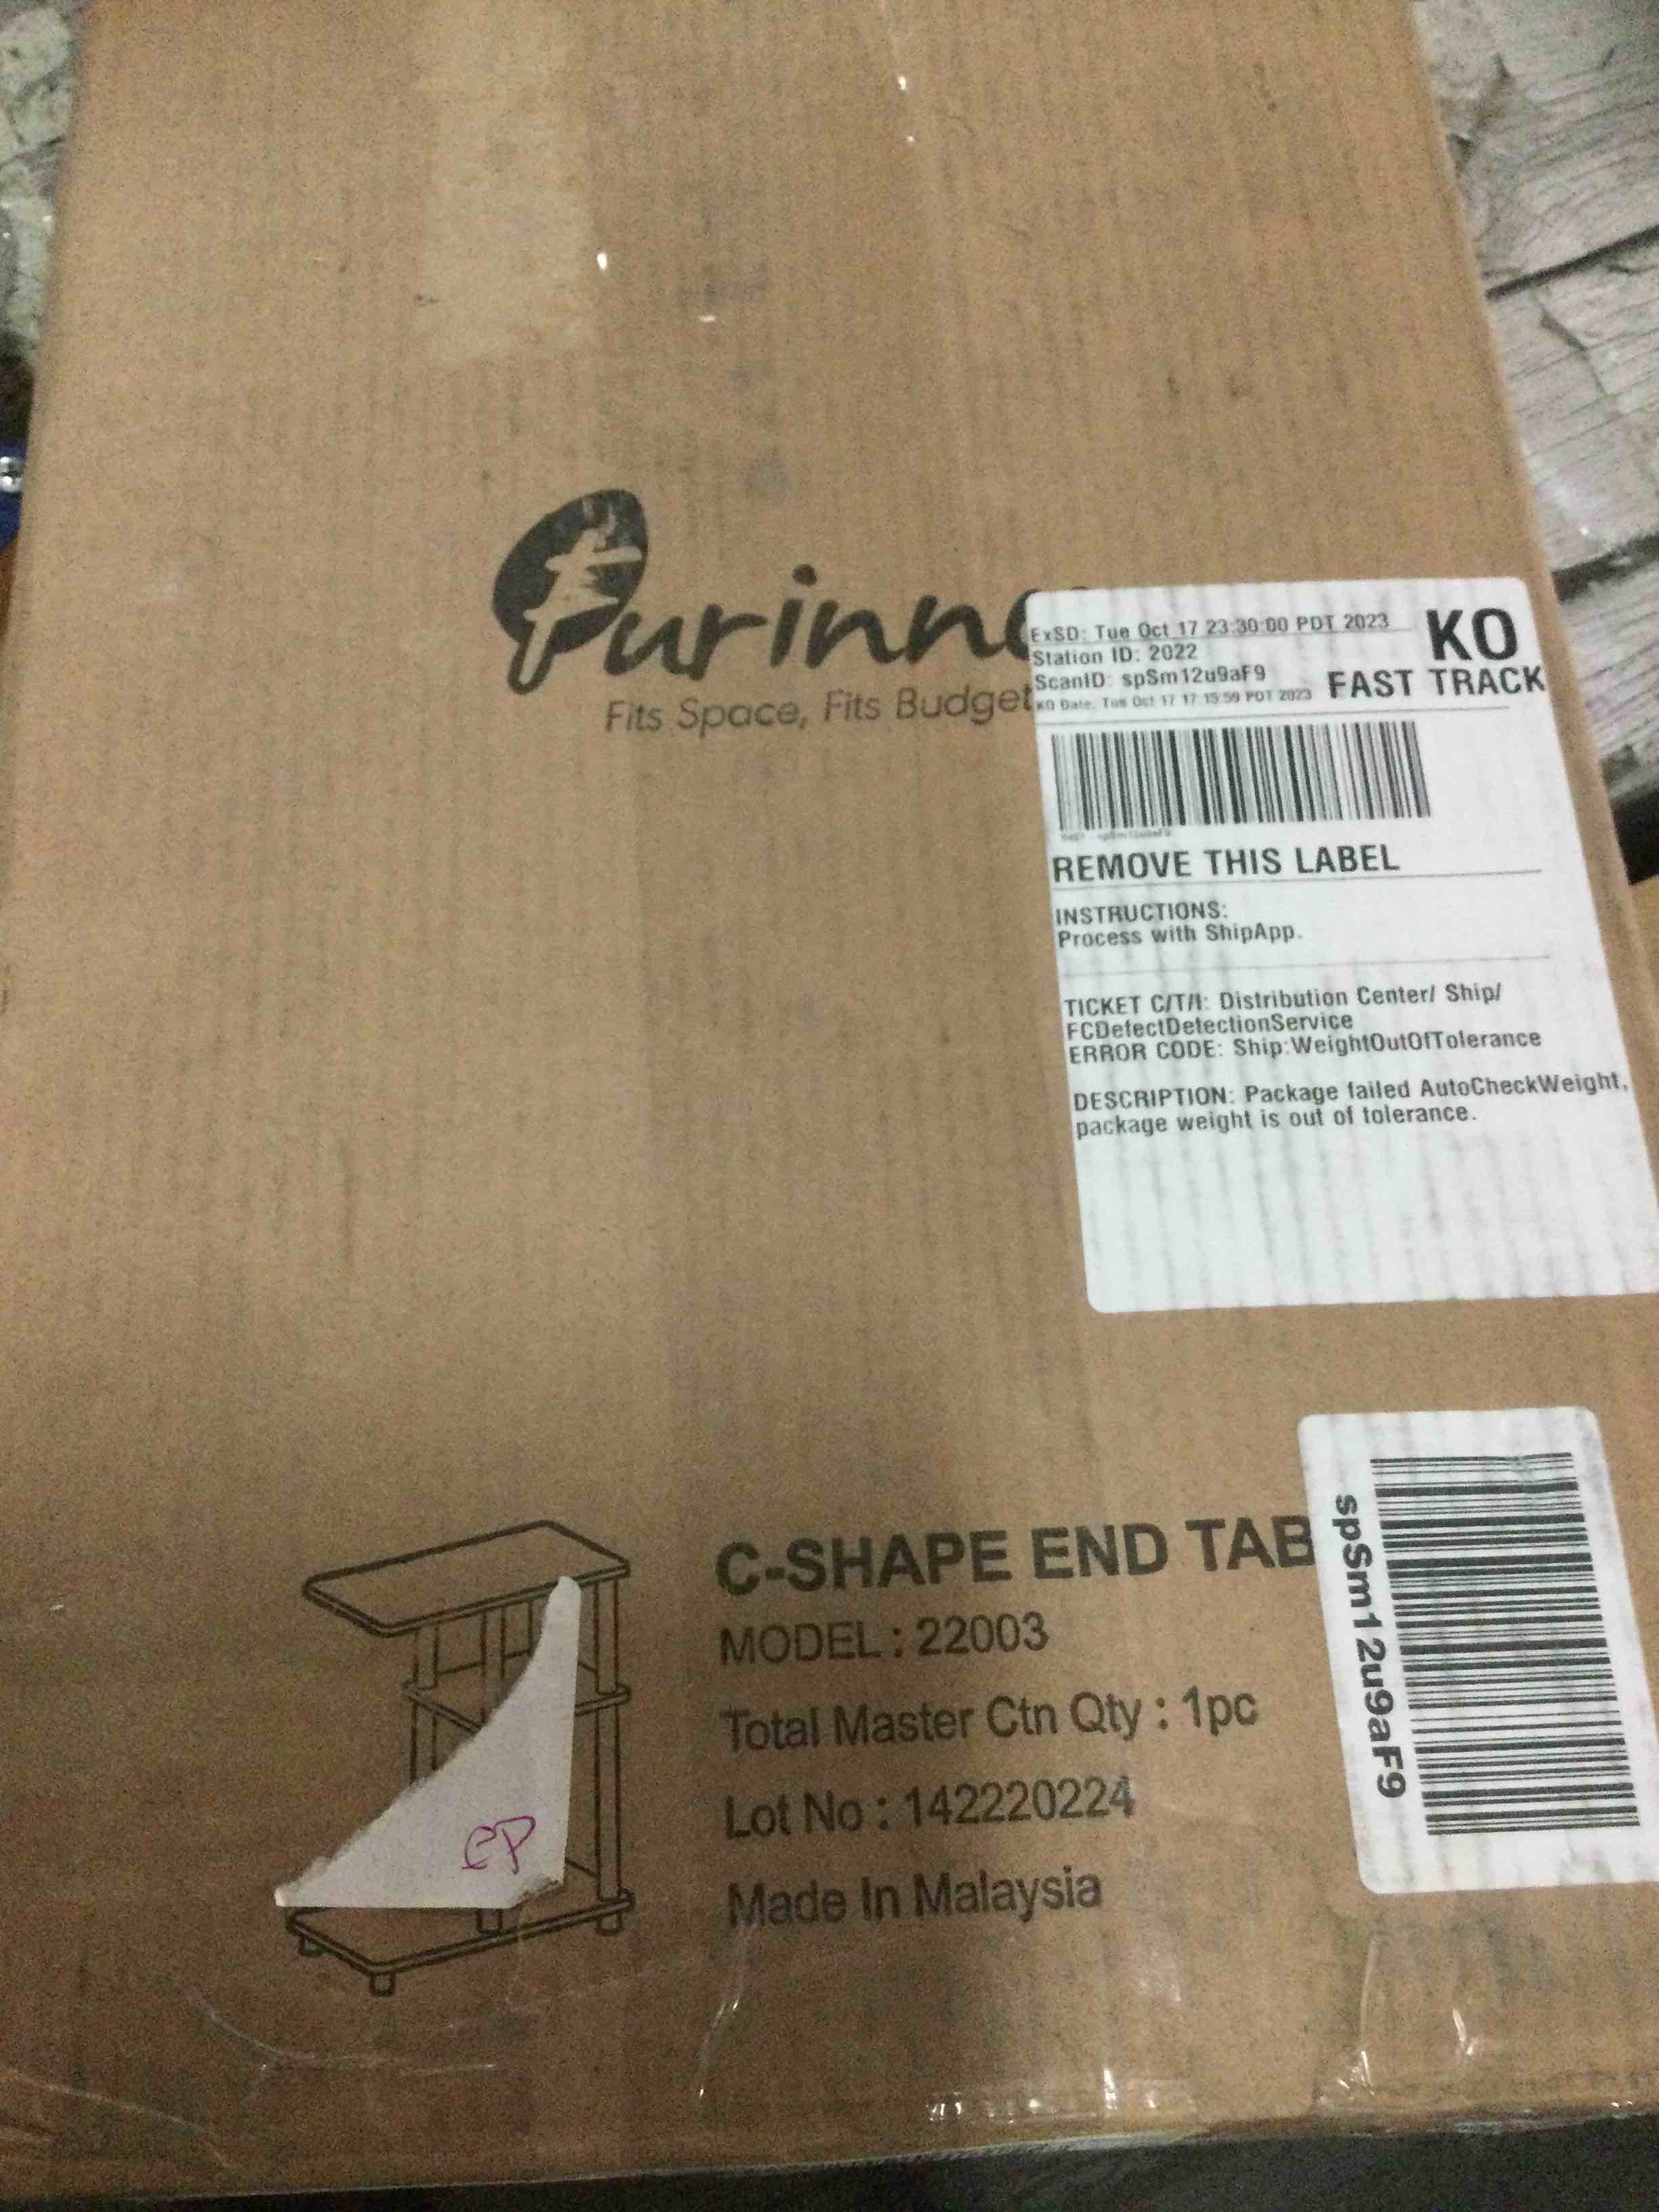 Furinno
Fits Space, Fits Budget
ExSD: Tue Oct 17 23:30:00 PDT 2023
KO
Station ID: 2022
ScanID: spSm12u9aF9
FAST TRACK
KO Date: Tue Oct 17 17:15:59 PDT 2023
REMOVE THIS LABEL
INSTRUCTIONS:
Process with ShipApp.
TICKET C/T/I: Distribution Center/ Ship/
FCDefectDetectionService
ERROR CODE: Ship:WeightOutOfTolerance
DESCRIPTION: Package failed AutoCheckWeight,
package weight is out of tolerance.
C-SHAPE END TAB
MODEL : 22003
Total Master Ctn Qty : 1pc
Lot No : 142220224
Made In Malaysia
spSm12u9aF9
eP